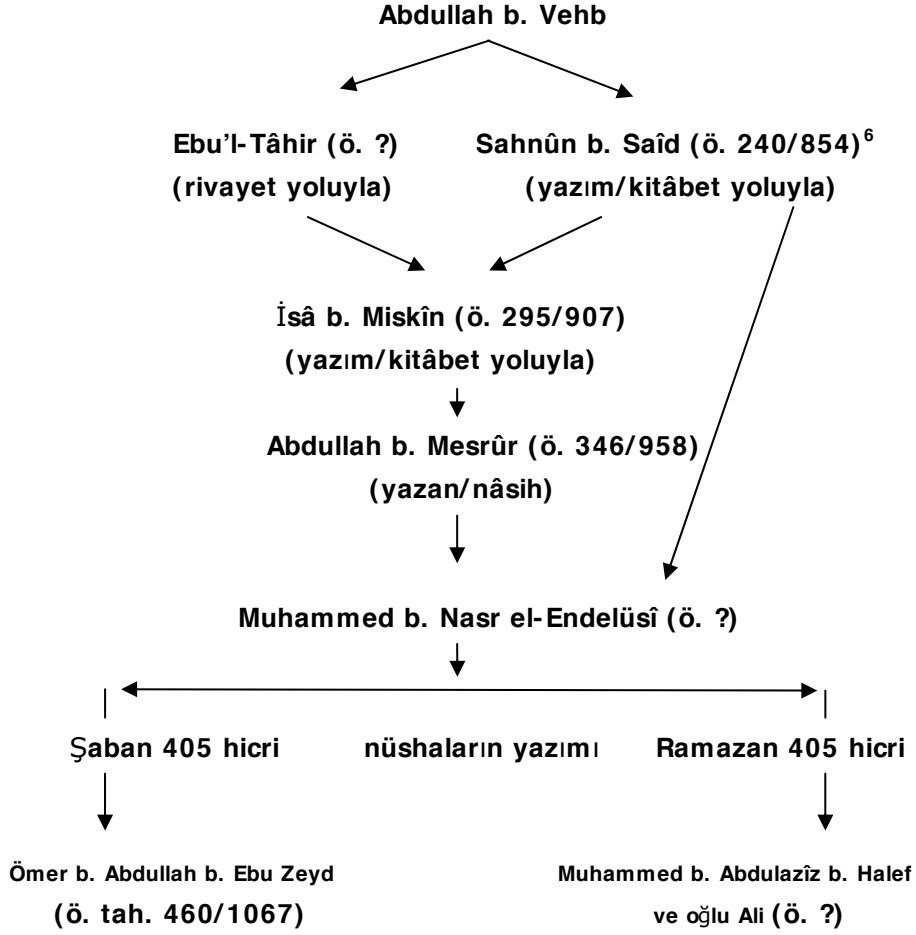 Abdullah b. Vehb
Ebu’l-Tâhir (ö. ?) Sahnûn b. Saîd (ö. 240/854)⁶
(rivayet yoluyla) (yazım/kitâbet yoluyla)
İsâ b. Miskîn (ö. 295/907)
(yazım/kitâbet yoluyla)
Abdullah b. Mesrûr (ö. 346/958)
(yazan/nâsih)
Muhammed b. Nasr el-Endelüsî (ö. ?)
Şaban 405 hicri nüshaların yazımı Ramazan 405 hicri
Ömer b. Abdullah b. Ebu Zeyd Muhammed b. Abdulazîz b. Halef
(ö. tah. 460/1067) ve oğlu Ali (ö. ?)